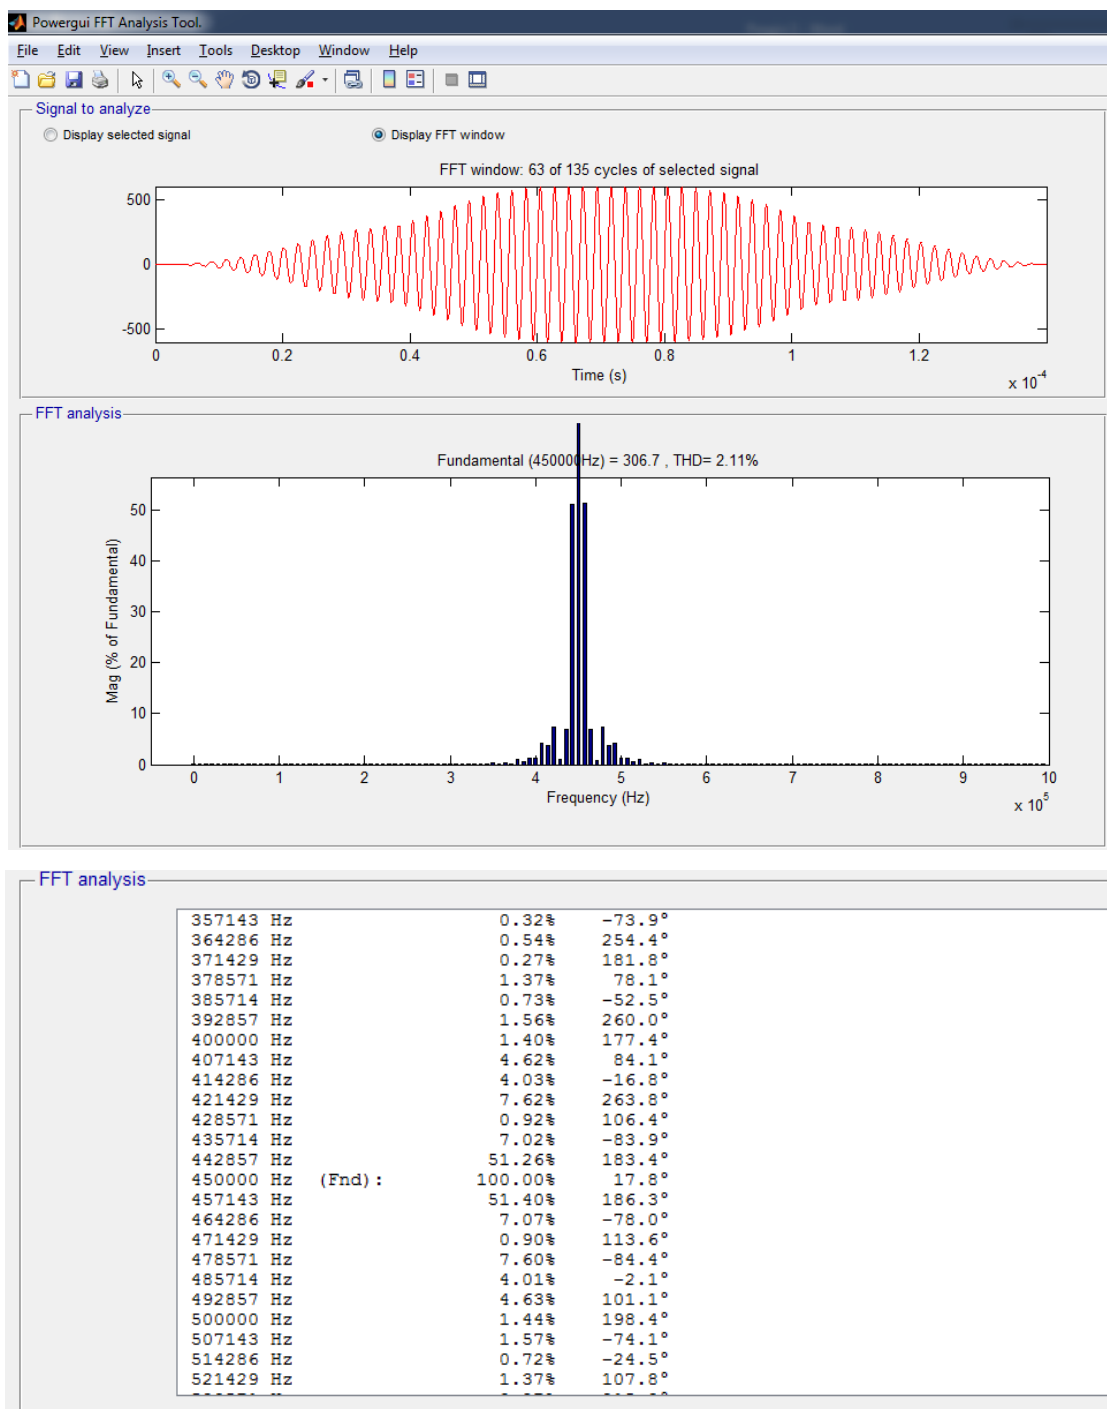 Powergui FFT Analysis Tool.
File Edit View Insert Tools Desktop Window Help
Signal to analyze
Display selected signal Display FFT window
FFT window: 63 of 135 cycles of selected signal
500
0
-500
0 0.2 0.4 0.6 0.8 1 1.2
Time (s)
x 10^-4
FFT analysis
Fundamental (450000Hz) = 306.7 , THD= 2.11%
50
40
30
20
10
0
Mag (% of Fundamental)
0 1 2 3 4 5 6 7 8 9 10
Frequency (Hz)
x 10^5
FFT analysis
357143 Hz 0.32% -73.9°
364286 Hz 0.54% 254.4°
371429 Hz 0.27% 181.8°
378571 Hz 1.37% 78.1°
385714 Hz 0.73% -52.5°
392857 Hz 1.56% 260.0°
400000 Hz 1.40% 177.4°
407143 Hz 4.62% 84.1°
414286 Hz 4.03% -16.8°
421429 Hz 7.62% 263.8°
428571 Hz 0.92% 106.4°
435714 Hz 7.02% -83.9°
442857 Hz 51.26% 183.4°
450000 Hz (Fnd): 100.00% 17.8°
457143 Hz 51.40% 186.3°
464286 Hz 7.07% -78.0°
471429 Hz 0.90% 113.6°
478571 Hz 7.60% -84.4°
485714 Hz 4.01% -2.1°
492857 Hz 4.63% 101.1°
500000 Hz 1.44% 198.4°
507143 Hz 1.57% -74.1°
514286 Hz 0.72% -24.5°
521429 Hz 1.37% 107.8°